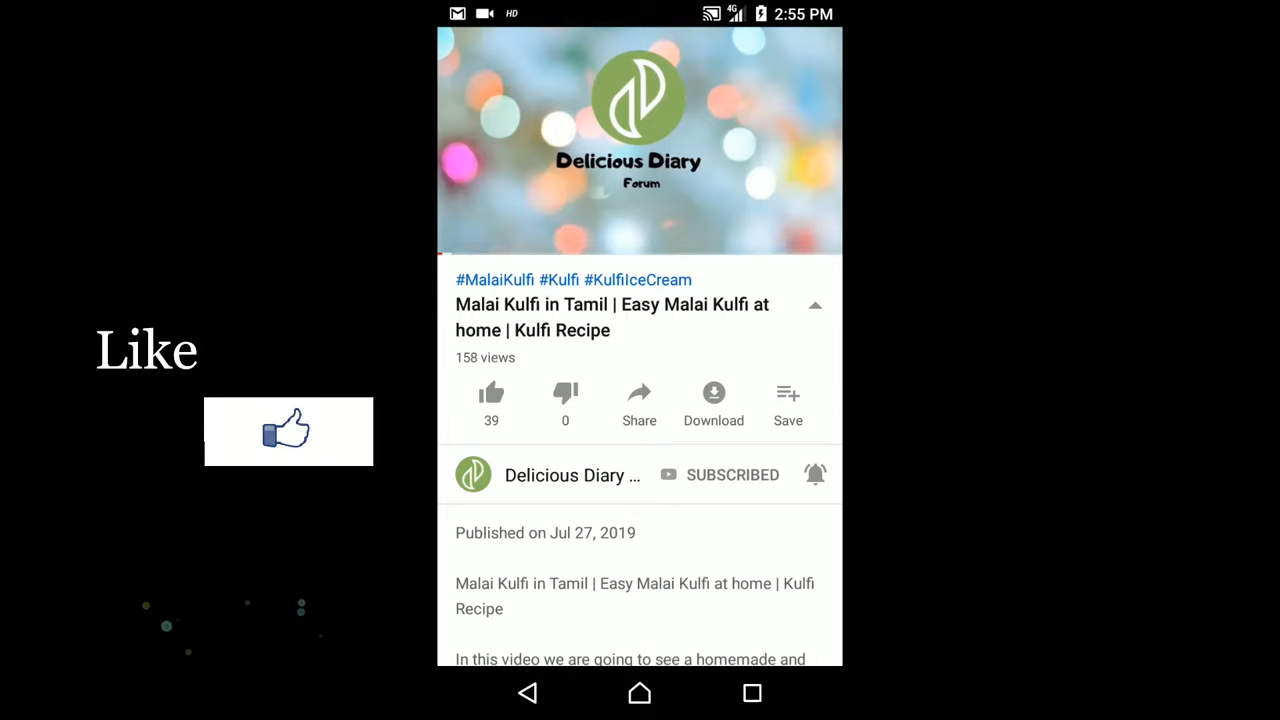 HD
4G
2:55 PM
Delicious Diary
Forum
#MalaiKulfi #Kulfi #KulfiIceCream
Malai Kulfi in Tamil | Easy Malai Kulfi at
home | Kulfi Recipe
158 views
39
0
Share
Download
Save
Delicious Diary ...
SUBSCRIBED
Published on Jul 27, 2019
Malai Kulfi in Tamil | Easy Malai Kulfi at home | Kulfi
Recipe
In this video we are going to see a homemade and
Like